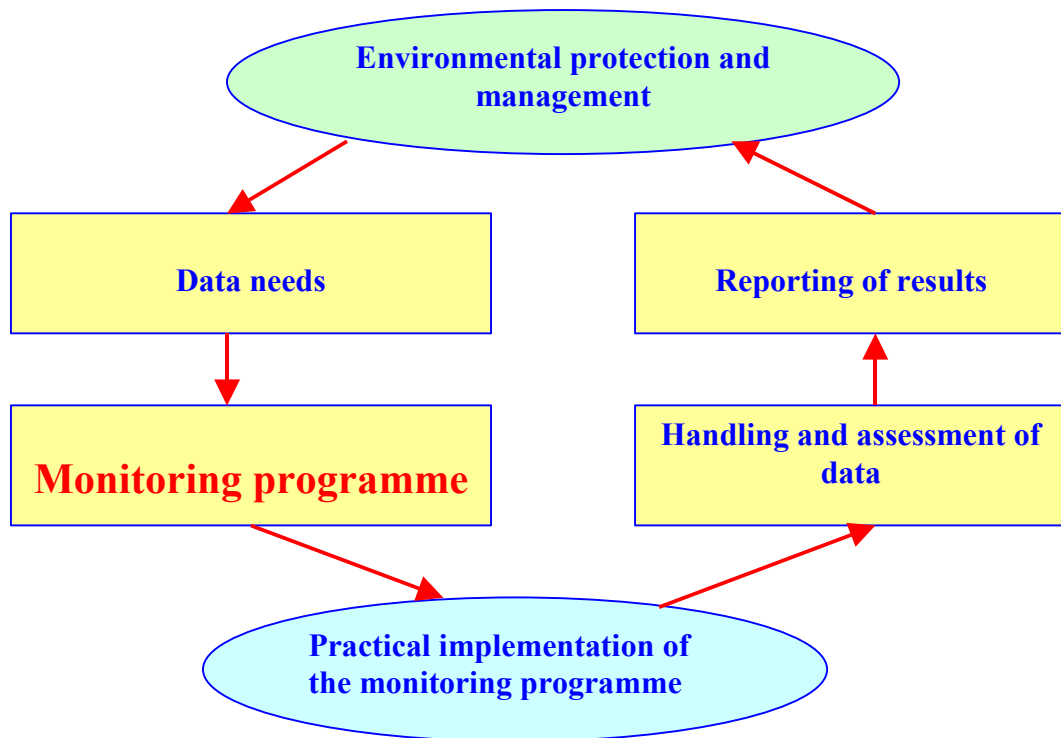 Environmental protection and
management
Data needs
Reporting of results
Monitoring programme
Handling and assessment of
data
Practical implementation of
the monitoring programme